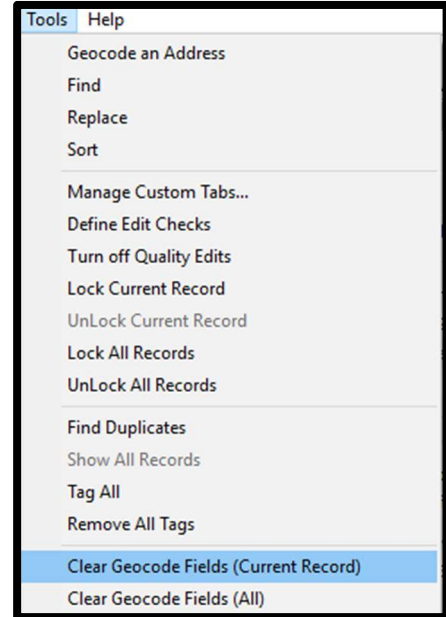 Tools Help
Geocode an Address
Find
Replace
Sort
Manage Custom Tabs...
Define Edit Checks
Turn off Quality Edits
Lock Current Record
UnLock Current Record
Lock All Records
UnLock All Records
Find Duplicates
Show All Records
Tag All
Remove All Tags
Clear Geocode Fields (Current Record)
Clear Geocode Fields (All)